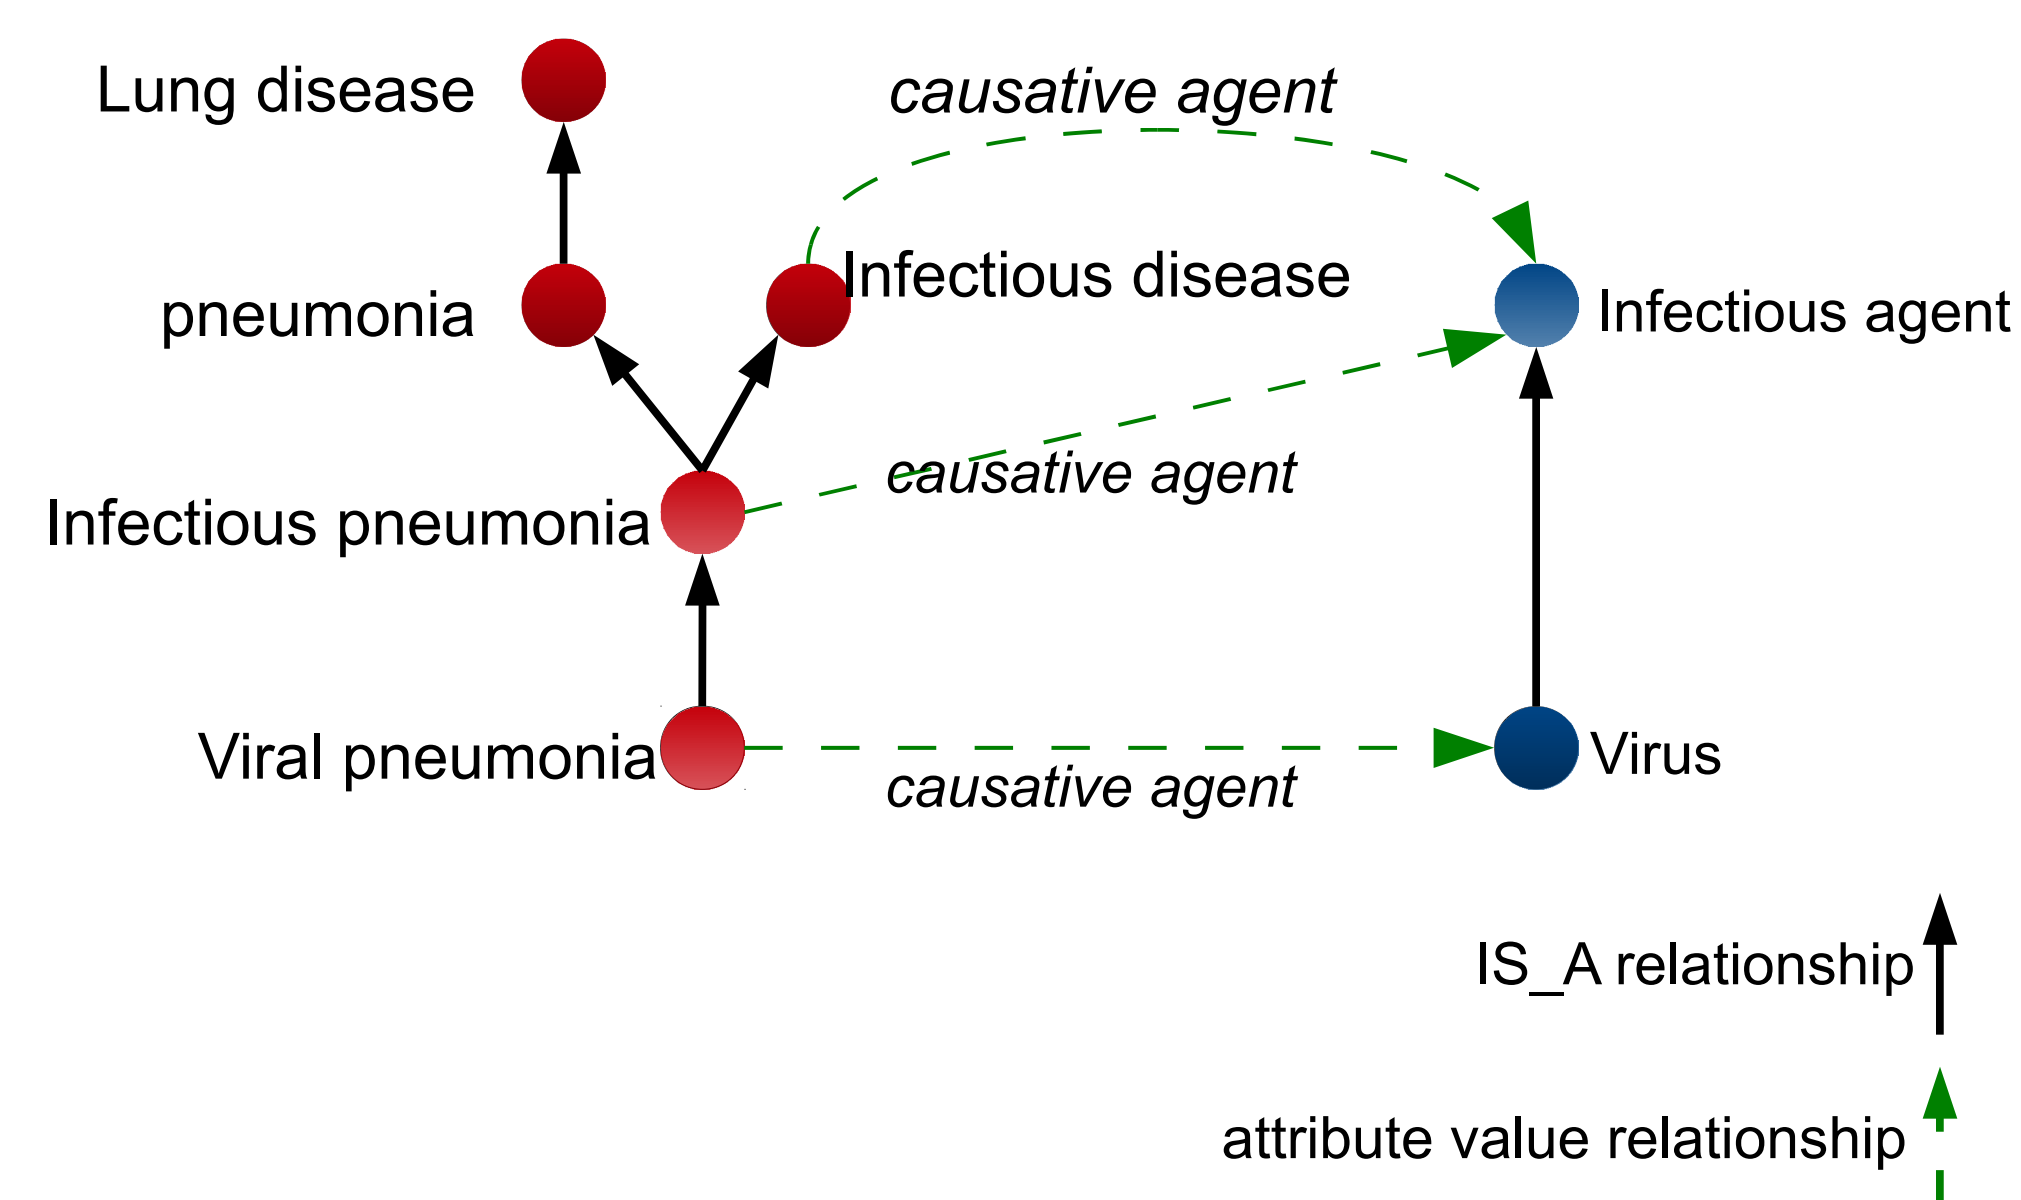 Lung disease
causative agent
Infectious disease
pneumonia
Infectious agent
causative agent
Infectious pneumonia
Viral pneumonia
Virus
causative agent
IS_A relationship
attribute value relationship